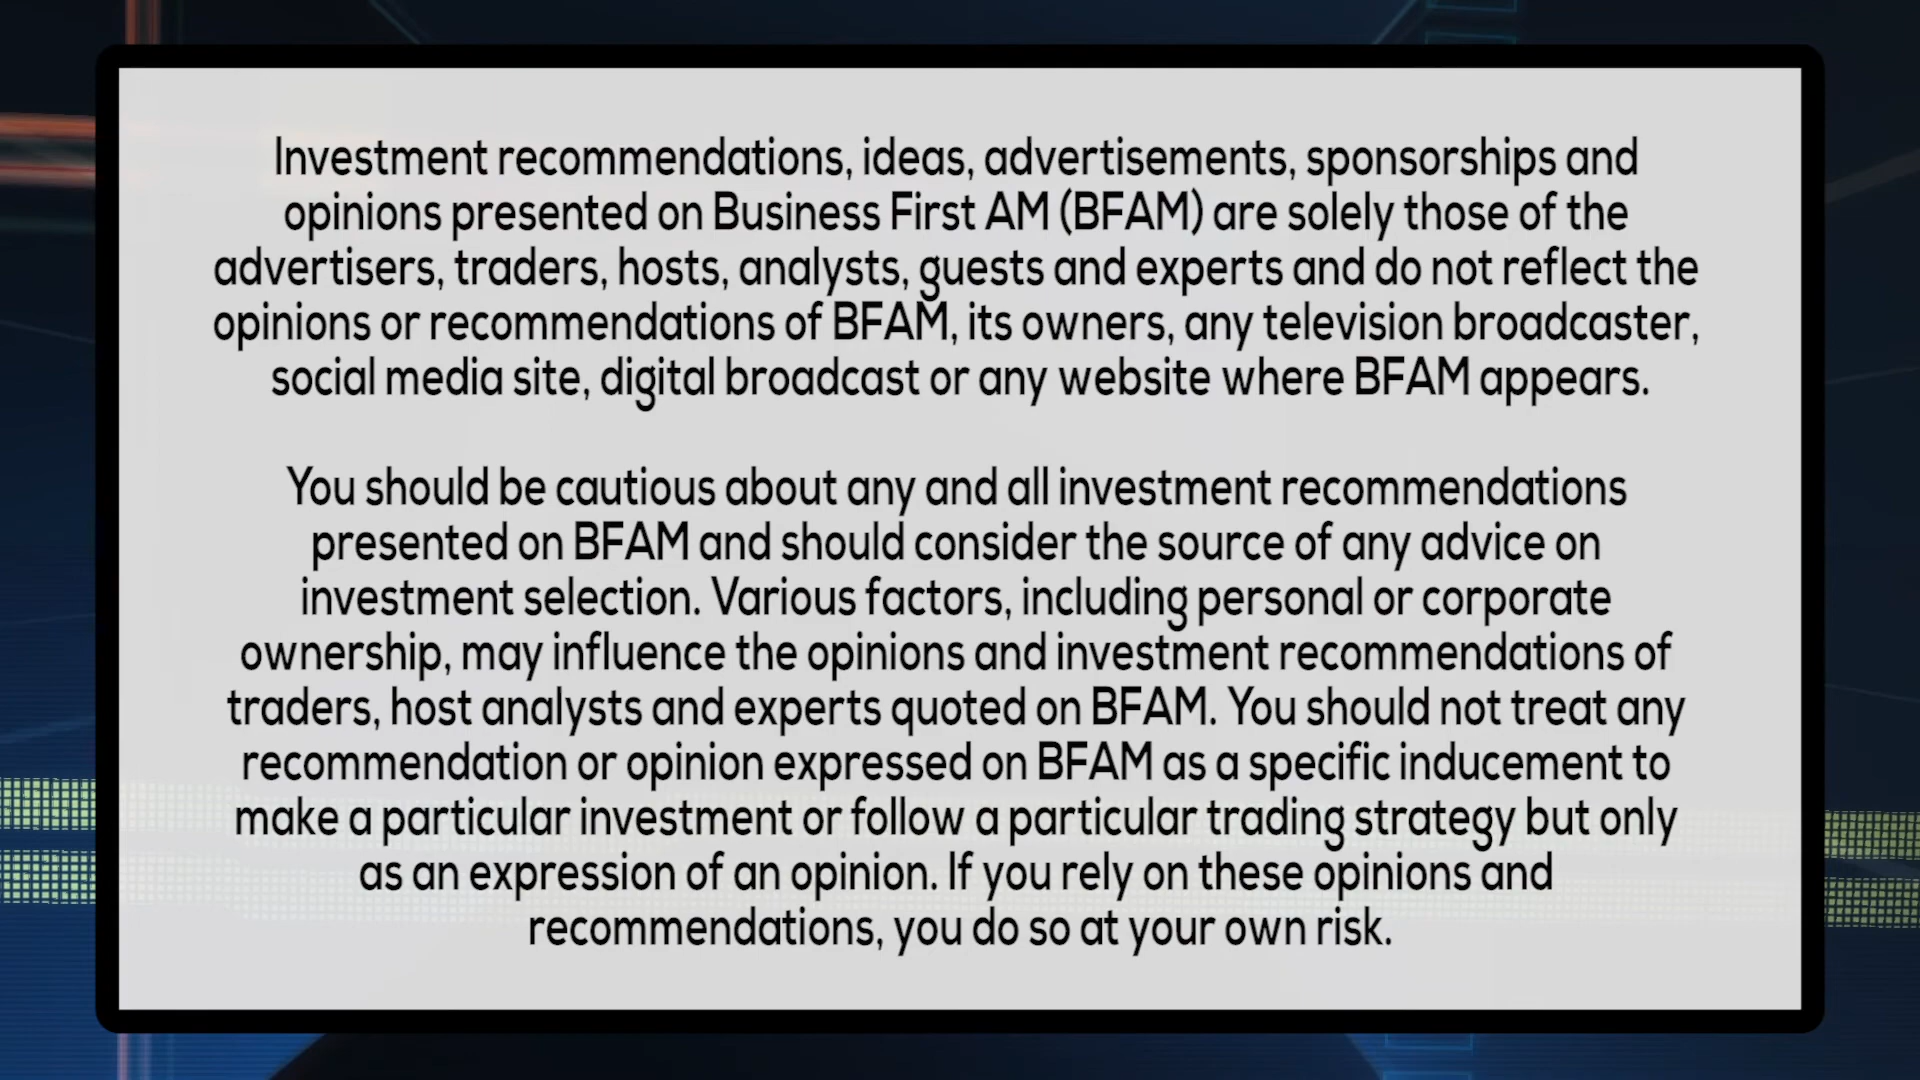 Investment recommendations, ideas, advertisements, sponsorships and
opinions presented on Business First AM (BFAM) are solely those of the
advertisers, traders, hosts, analysts, guests and experts and do not reflect the
opinions or recommendations of BFAM, its owners, any television broadcaster,
social media site, digital broadcast or any website where BFAM appears.
You should be cautious about any and all investment recommendations
presented on BFAM and should consider the source of any advice on
investment selection. Various factors, including personal or corporate
ownership, may influence the opinions and investment recommendations of
traders, host analysts and experts quoted on BFAM. You should not treat any
recommendation or opinion expressed on BFAM as a specific inducement to
make a particular investment or follow a particular trading strategy but only
as an expression of an opinion. If you rely on these opinions and
recommendations, you do so at your own risk.